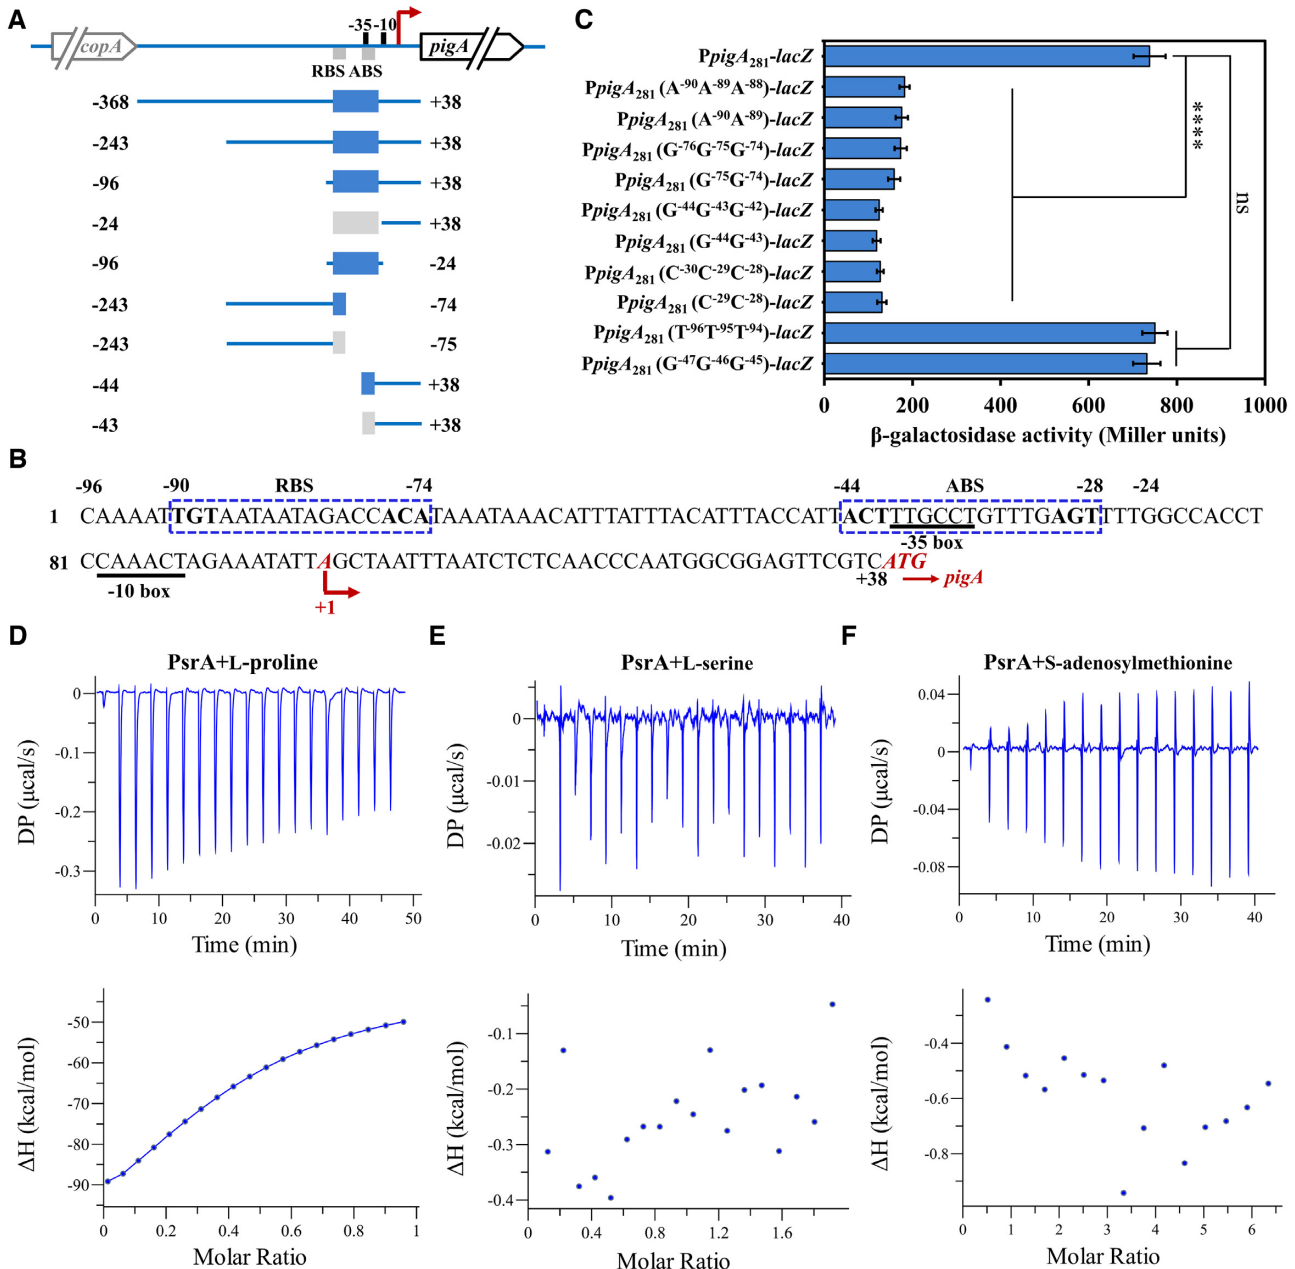 A
-35 -10
copA
pigA
RBS ABS
-368 +38
-243 +38
-96 +38
-24 +38
-96 -24
-243 -74
-243 -75
-44 +38
-43 +38
C
PpigA281-lacZ
PpigA281 (A-90A-89A-88)-lacZ
PpigA281 (A-90A-89)-lacZ
PpigA281 (G-76G-75G-74)-lacZ
PpigA281 (G-75G-74)-lacZ
PpigA281 (G-44G-43G-42)-lacZ
PpigA281 (G-44G-43)-lacZ
PpigA281 (C-30C-29C-28)-lacZ
PpigA281 (C-29C-28)-lacZ
PpigA281 (T-96T-95T-94)-lacZ
PpigA281 (G-47G-46G-45)-lacZ
****
ns
0 200 400 600 800 1000
β-galactosidase activity (Miller units)
B
-96 -90 RBS -74 -44 ABS -28 -24
1 CAAAATTGTAATAATAGACCACATAAATAAACATTTATTTACATTTACCATTACTTTTGCCTGTTTGAGTTTTGGCCACCT
-35 box
81 CCAAACTAGAAATATTAGCTAATTTAATCTCTCAACCCAATGGCGGAGTTCGTCATG
-10 box
+1
+38
pigA
D
PsrA+L-proline
DP (μcal/s)
0
-0.1
-0.2
-0.3
0 10 20 30 40 50
Time (min)
ΔH (kcal/mol)
-50
-60
-70
-80
-90
0 0.2 0.4 0.6 0.8 1
Molar Ratio
E
PsrA+L-serine
DP (μcal/s)
0
-0.01
-0.02
0 10 20 30 40
Time (min)
ΔH (kcal/mol)
-0.1
-0.2
-0.3
-0.4
0 0.4 0.8 1.2 1.6
Molar Ratio
F
PsrA+S-adenosylmethionine
DP (μcal/s)
0.04
0
-0.04
-0.08
0 10 20 30 40
Time (min)
ΔH (kcal/mol)
-0.4
-0.6
-0.8
0 1 2 3 4 5 6
Molar Ratio